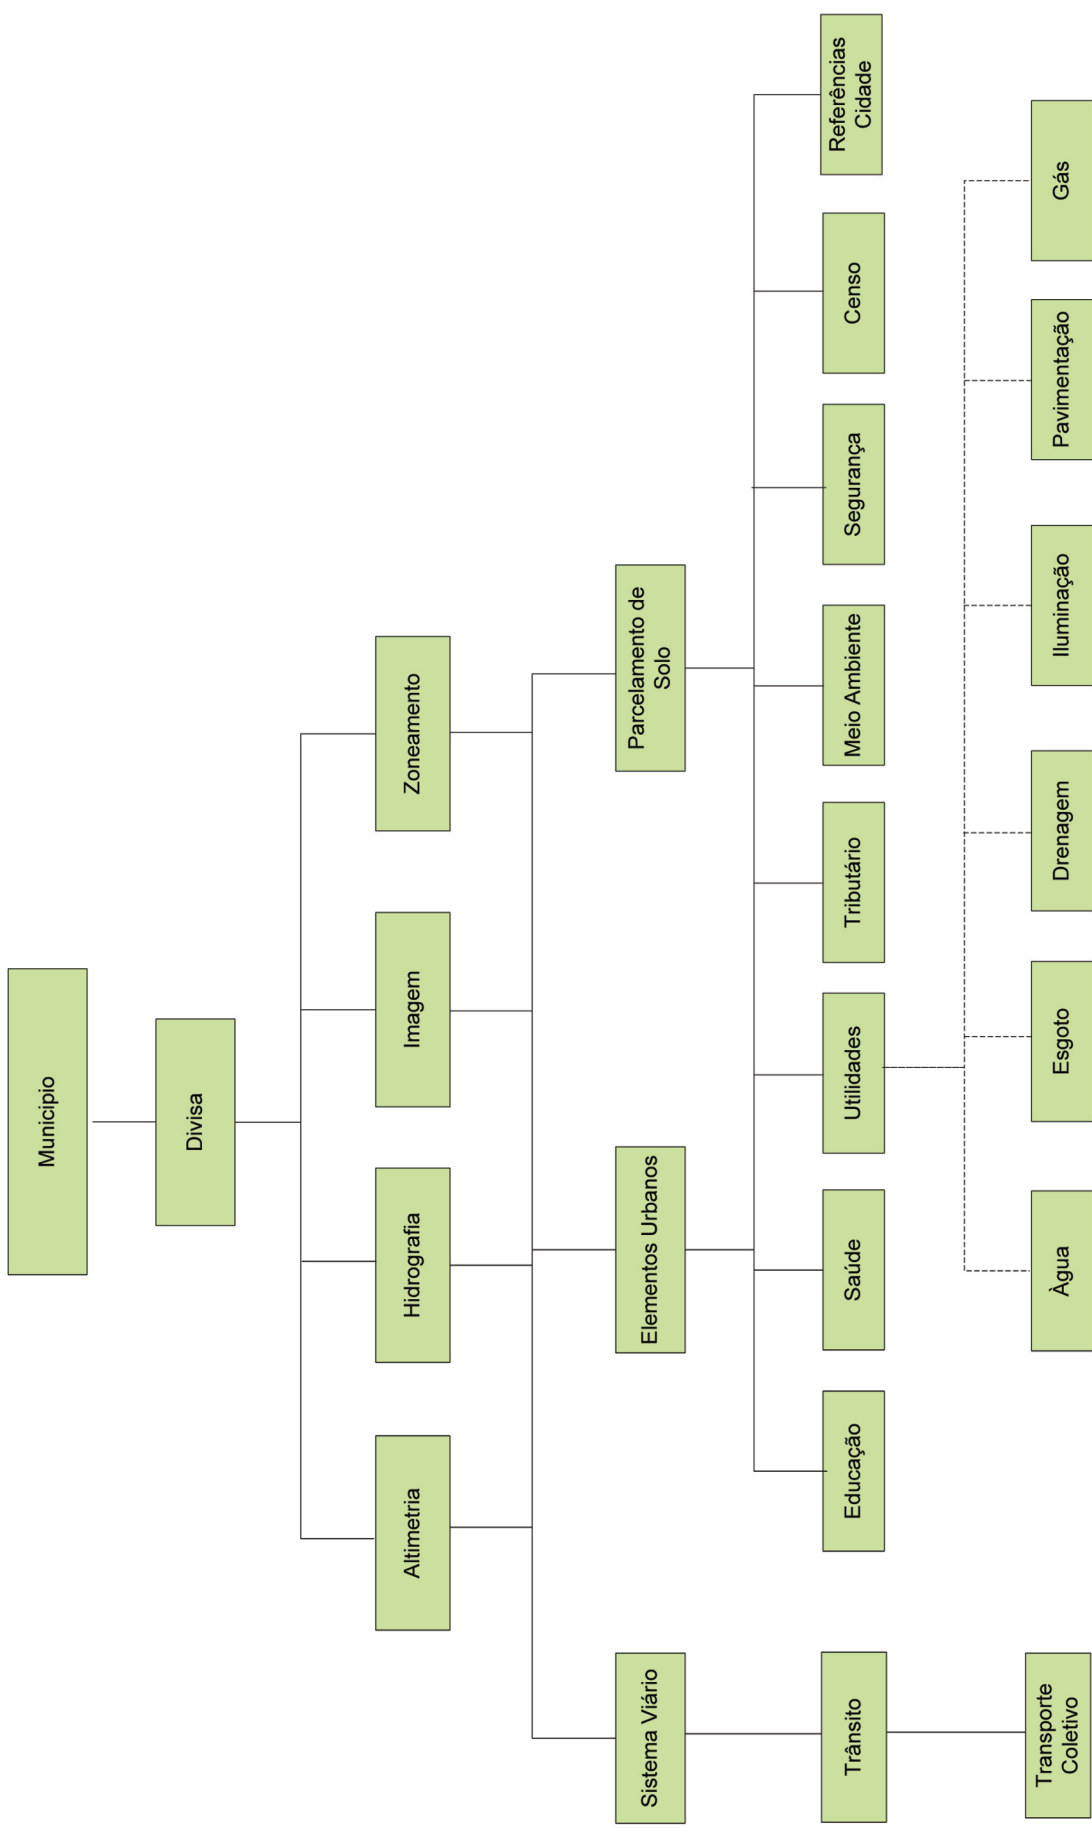 Municipio
Divisa
Altimetria
Hidrografia
Imagem
Zoneamento
Sistema Viário
Elementos Urbanos
Parcelamento de
Solo
Trânsito
Educação
Saúde
Utilidades
Tributário
Meio Ambiente
Segurança
Censo
Referências
Cidade
Transporte
Coletivo
Àgua
Esgoto
Drenagem
Iluminação
Pavimentação
Gás